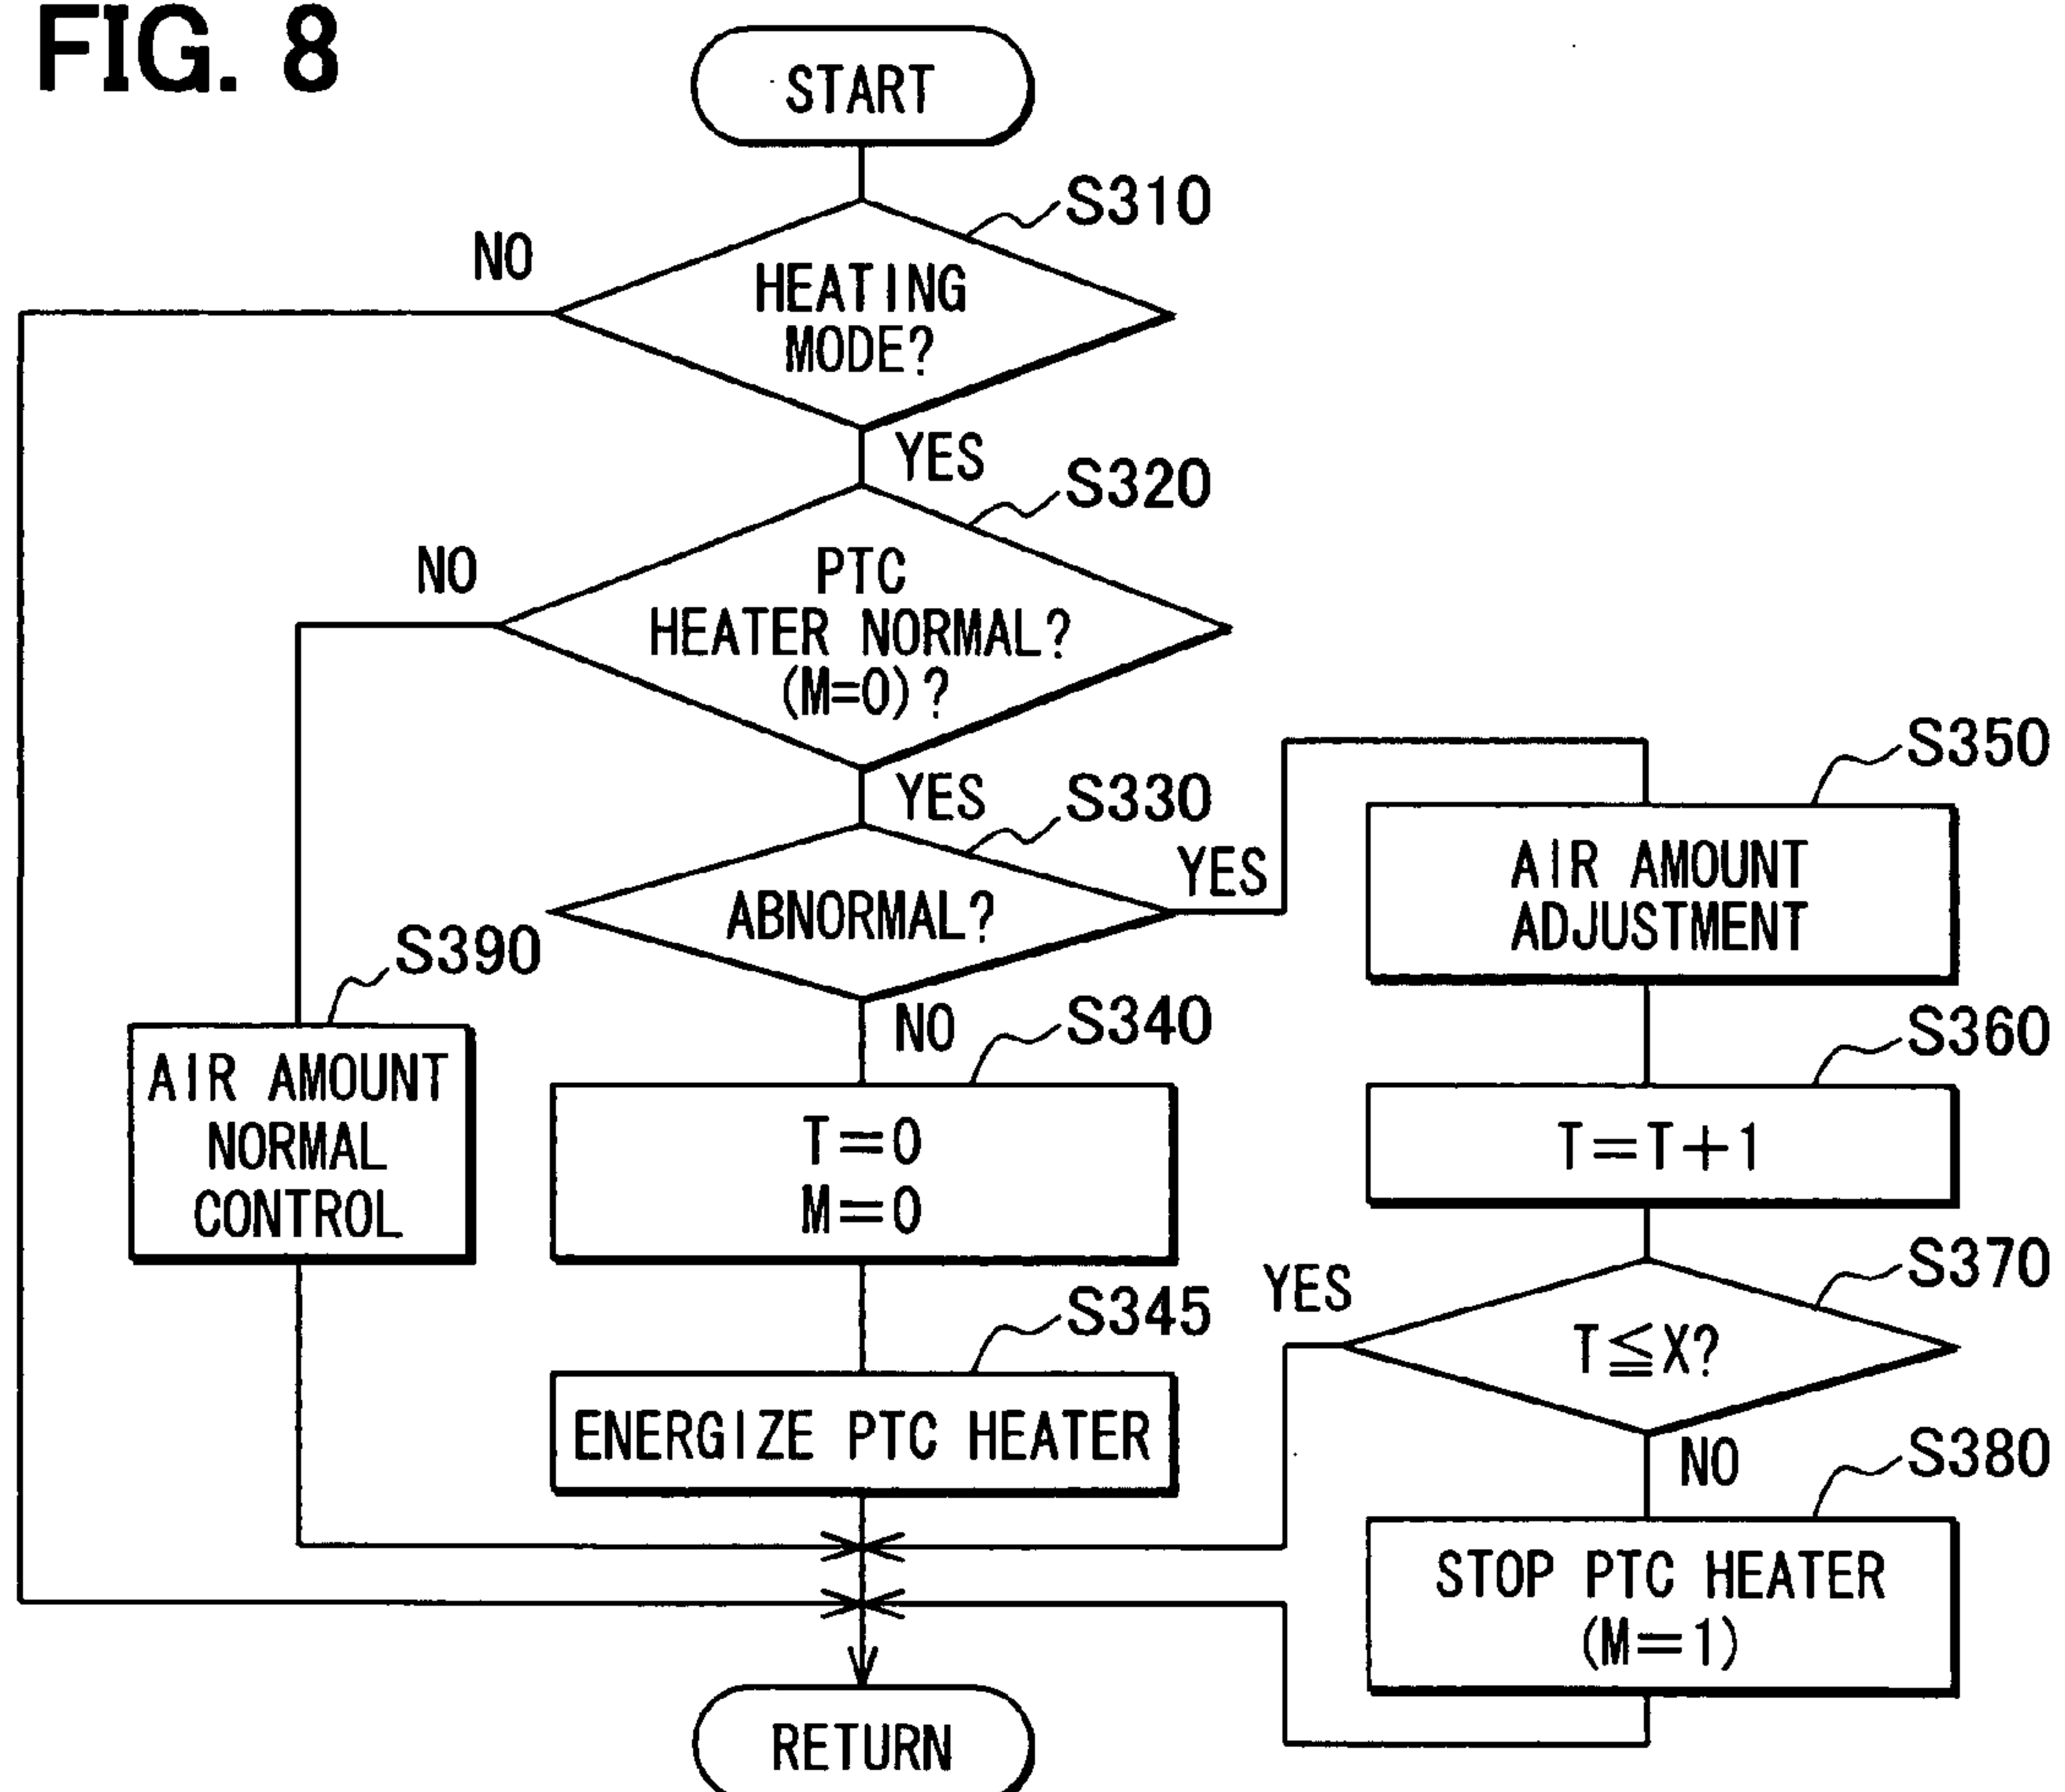 FIG. 8
START
S310
NO
HEATING
MODE?
YES
S320
NO
PTC
HEATER NORMAL?
(M=0)?
YES
S330
YES
ABNORMAL?
NO
S350
AIR AMOUNT
ADJUSTMENT
S390
AIR AMOUNT
NORMAL
CONTROL
S340
T=0
M=0
S360
T=T+1
S345
ENERGIZE PTC HEATER
S370
YES
T≦X?
NO
S380
STOP PTC HEATER
(M=1)
RETURN